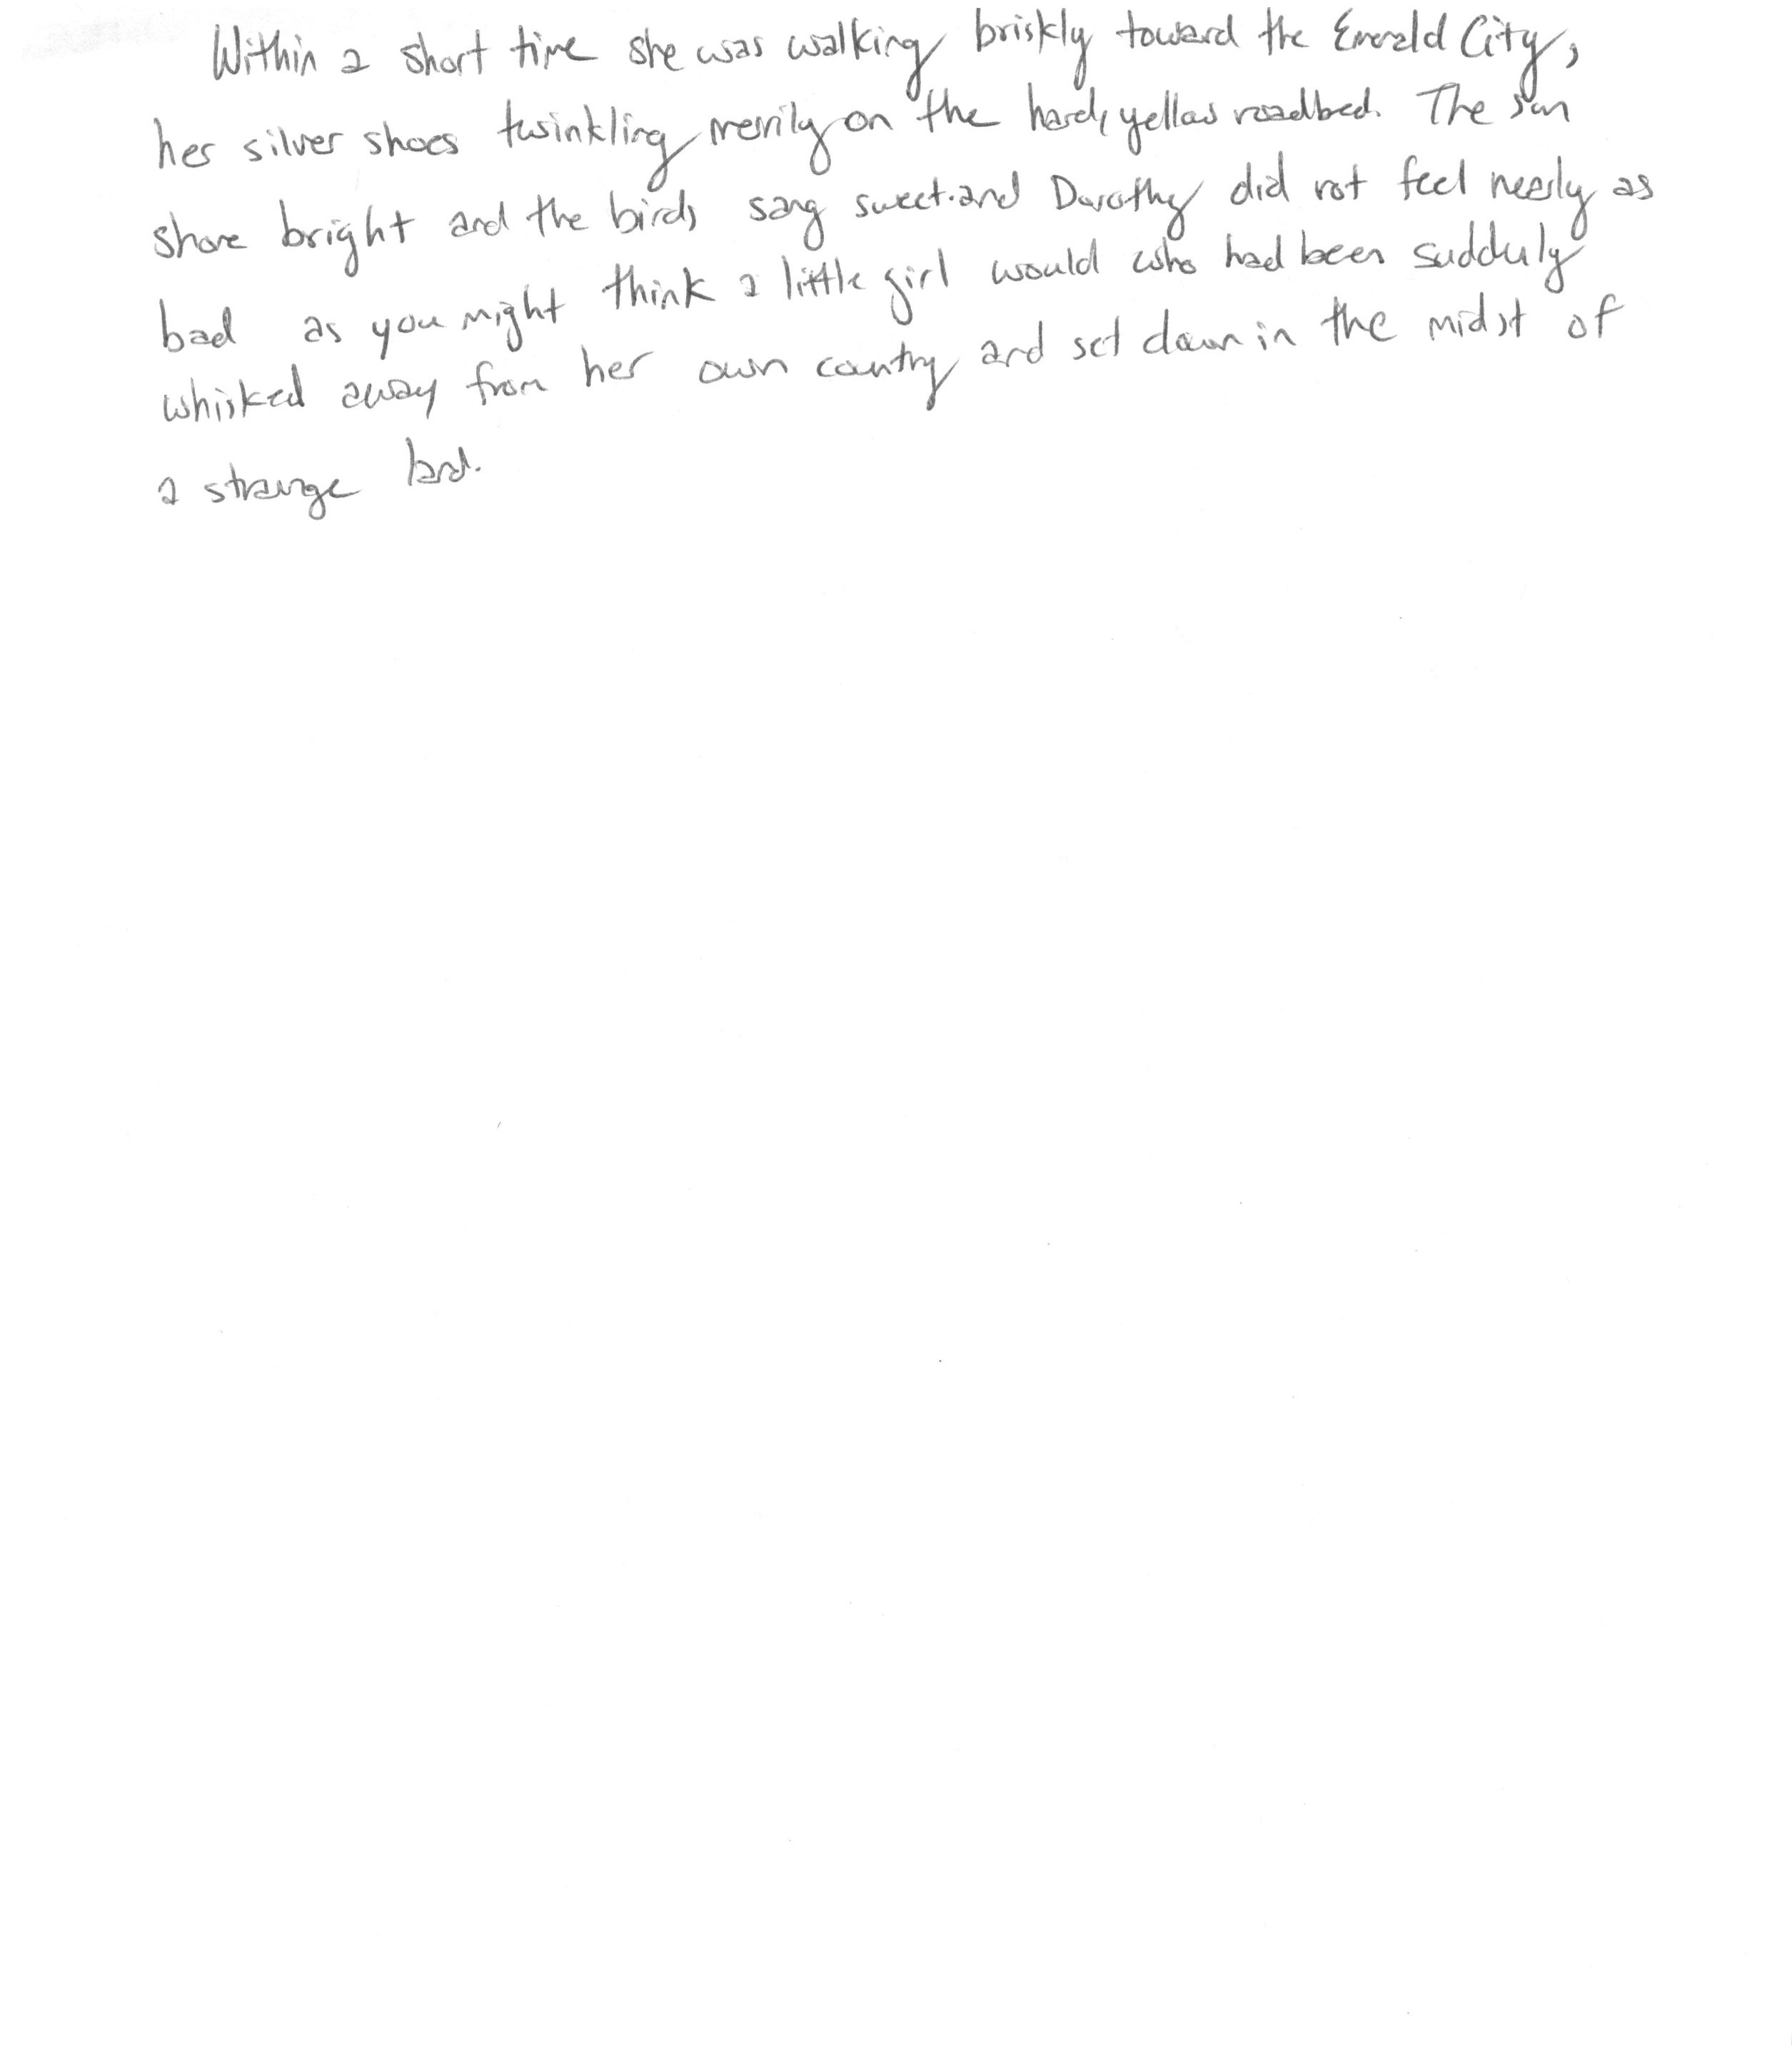 Within a short time she was walking briskly toward the Emerald City,
her silver shoes twinkling merrily on the hard, yellow roadbed. The sun
shone bright and the birds sang sweet and Dorothy did not feel nearly as
bad as you might think a little girl would who had been suddenly
whisked away from her own country and set down in the midst of
a strange land.